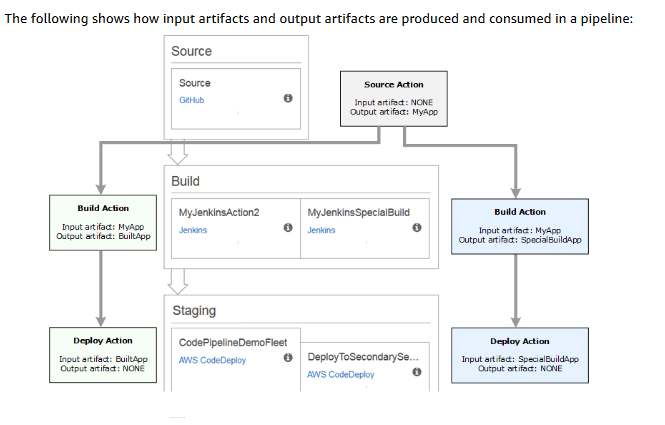 The following shows how input artifacts and output artifacts are produced and consumed in a pipeline:
Source
Source
GitHub
Source Action
Input artifact: NONE
Output artifact: MyApp
Build
MyJenkinsAction2
Jenkins
MyJenkinsSpecialBuild
Jenkins
Build Action
Input artifact: MyApp
Output artifact: BuiltApp
Build Action
Input artifact: MyApp
Output artifact: SpecialBuildApp
Staging
CodePipelineDemoFleet
AWS CodeDeploy
DeployToSecondarySe...
AWS CodeDeploy
Deploy Action
Input artifact: BuiltApp
Output artifact: NONE
Deploy Action
Input artifact: SpecialBuildApp
Output artifact: NONE